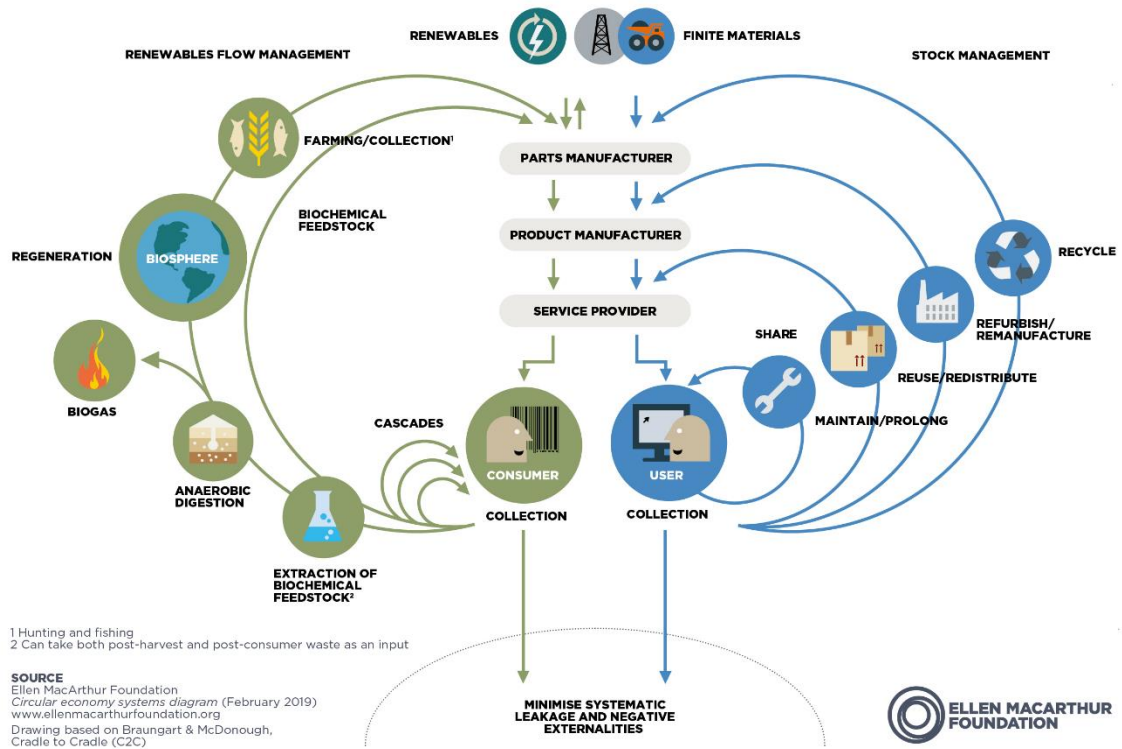 RENEWABLES
FINITE MATERIALS
RENEWABLES FLOW MANAGEMENT
STOCK MANAGEMENT
FARMING/COLLECTION¹
PARTS MANUFACTURER
BIOCHEMICAL
FEEDSTOCK
PRODUCT MANUFACTURER
REGENERATION
BIOSPHERE
RECYCLE
SERVICE PROVIDER
SHARE
REFURBISH/
REMANUFACTURE
REUSE/REDISTRIBUTE
BIOGAS
CASCADES
MAINTAIN/PROLONG
CONSUMER
USER
ANAEROBIC
DIGESTION
COLLECTION
COLLECTION
EXTRACTION OF
BIOCHEMICAL
FEEDSTOCK²
1 Hunting and fishing
2 Can take both post-harvest and post-consumer waste as an input
SOURCE
Ellen MacArthur Foundation
Circular economy systems diagram (February 2019)
www.ellenmacarthurfoundation.org
Drawing based on Braungart & McDonough,
Cradle to Cradle (C2C)
MINIMISE SYSTEMATIC
LEAKAGE AND NEGATIVE
EXTERNALITIES
ELLEN MACARTHUR
FOUNDATION